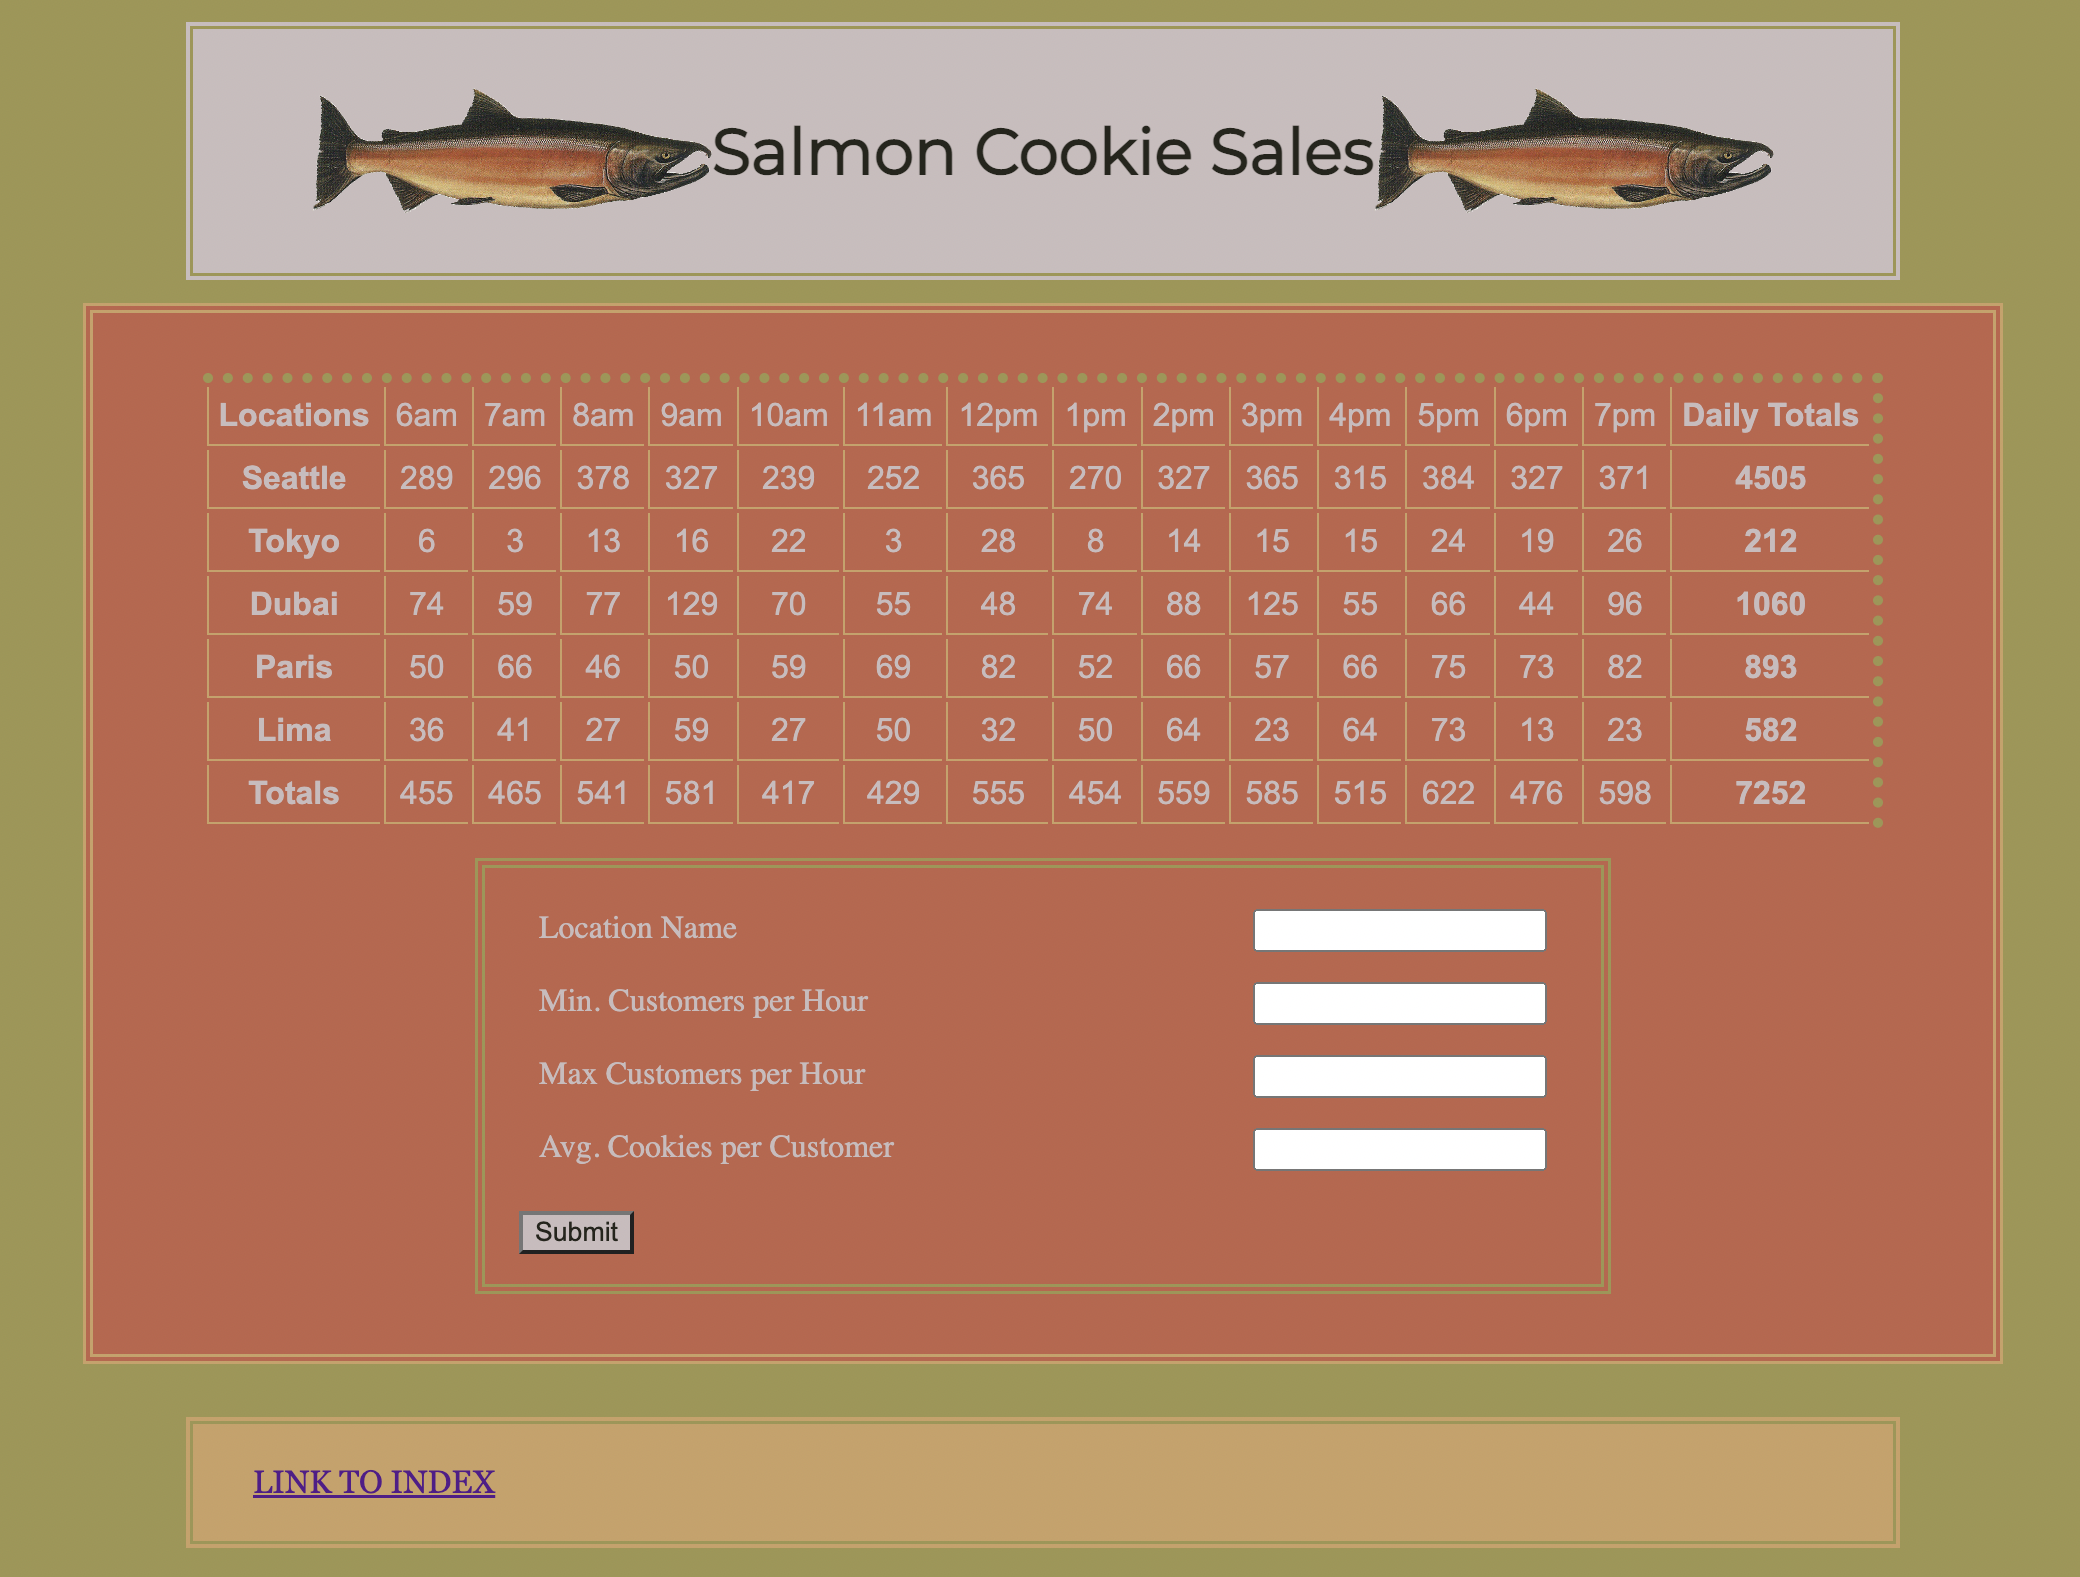 Salmon Cookie Sales
Locations 6am 7am 8am 9am 10am 11am 12pm 1pm 2pm 3pm 4pm 5pm 6pm 7pm Daily Totals
Seattle 289 296 378 327 239 252 365 270 327 365 315 384 327 371 4505
Tokyo 6 3 13 16 22 3 28 8 14 15 15 24 19 26 212
Dubai 74 59 77 129 70 55 48 74 88 125 55 66 44 96 1060
Paris 50 66 46 50 59 69 82 52 66 57 66 75 73 82 893
Lima 36 41 27 59 27 50 32 50 64 23 64 73 13 23 582
Totals 455 465 541 581 417 429 555 454 559 585 515 622 476 598 7252
Location Name
Min. Customers per Hour
Max Customers per Hour
Avg. Cookies per Customer
Submit
LINK TO INDEX